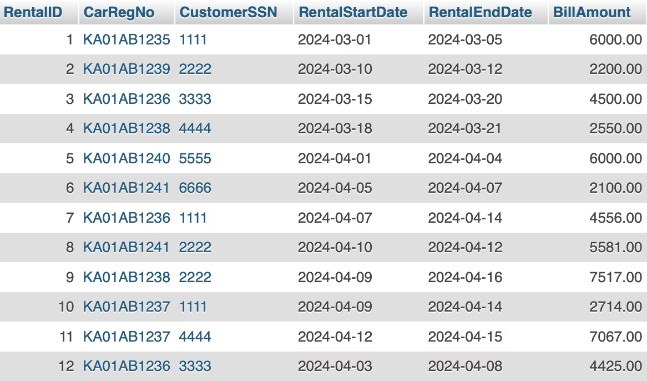 RentalID CarRegNo CustomerSSN RentalStartDate RentalEndDate BillAmount
1 KA01AB1235 1111 2024-03-01 2024-03-05 6000.00
2 KA01AB1239 2222 2024-03-10 2024-03-12 2200.00
3 KA01AB1236 3333 2024-03-15 2024-03-20 4500.00
4 KA01AB1238 4444 2024-03-18 2024-03-21 2550.00
5 KA01AB1240 5555 2024-04-01 2024-04-04 6000.00
6 KA01AB1241 6666 2024-04-05 2024-04-07 2100.00
7 KA01AB1236 1111 2024-04-07 2024-04-14 4556.00
8 KA01AB1241 2222 2024-04-10 2024-04-12 5581.00
9 KA01AB1238 2222 2024-04-09 2024-04-16 7517.00
10 KA01AB1237 1111 2024-04-09 2024-04-14 2714.00
11 KA01AB1237 4444 2024-04-12 2024-04-15 7067.00
12 KA01AB1236 3333 2024-04-03 2024-04-08 4425.00